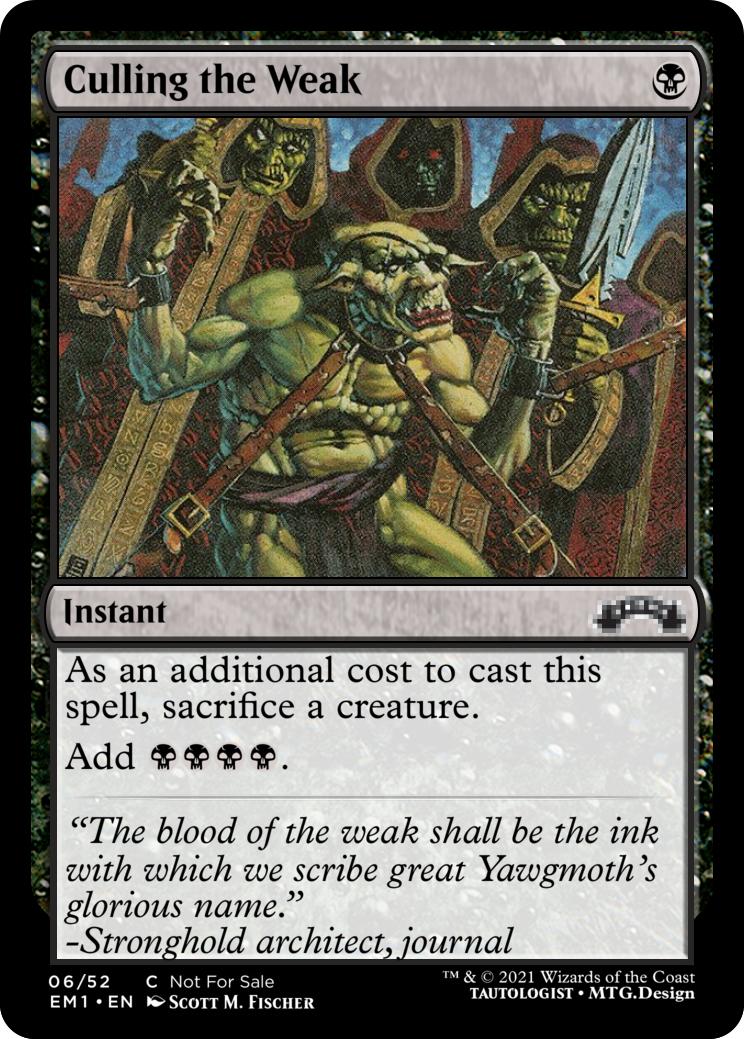 Culling the Weak
Instant
As an additional cost to cast this
spell, sacrifice a creature.
Add .
“The blood of the weak shall be the ink
with which we scribe great Yawgmoth’s
glorious name.”
-Stronghold architect, journal
06/52 C Not For Sale
EM1 • EN Scott M. Fischer
™ & © 2021 Wizards of the Coast
TAUTOLOGIST • MTG.Design